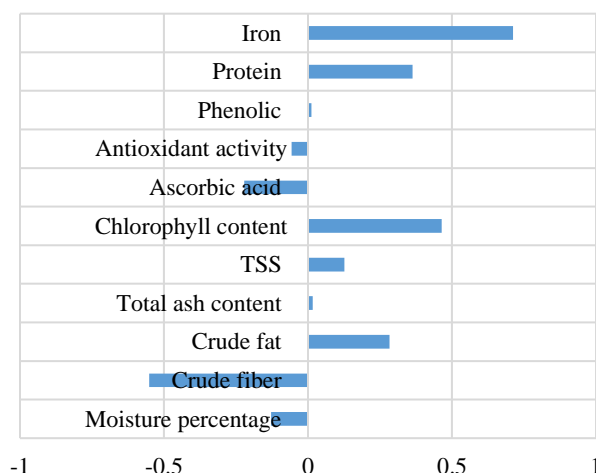 Iron
Protein
Phenolic
Antioxidant activity
Ascorbic acid
Chlorophyll content
TSS
Total ash content
Crude fat
Crude fiber
Moisture percentage
-1 -0.5 0 0.5 1